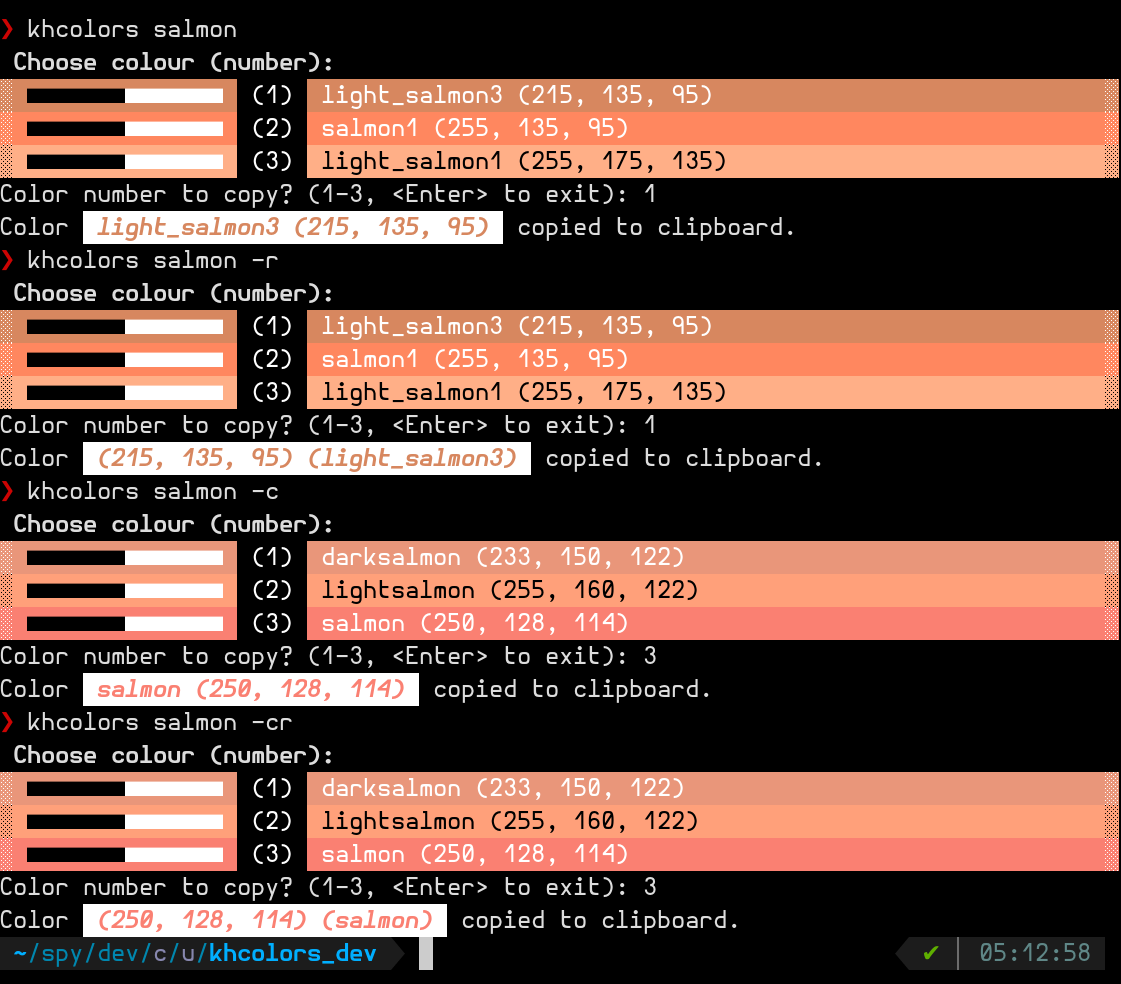 ❯ khcolors salmon
Choose colour (number):
(1) light_salmon3 (215, 135, 95)
(2) salmon1 (255, 135, 95)
(3) light_salmon1 (255, 175, 135)
Color number to copy? (1-3, <Enter> to exit): 1
Color light_salmon3 (215, 135, 95) copied to clipboard.
❯ khcolors salmon -r
Choose colour (number):
(1) light_salmon3 (215, 135, 95)
(2) salmon1 (255, 135, 95)
(3) light_salmon1 (255, 175, 135)
Color number to copy? (1-3, <Enter> to exit): 1
Color (215, 135, 95) (light_salmon3) copied to clipboard.
❯ khcolors salmon -c
Choose colour (number):
(1) darksalmon (233, 150, 122)
(2) lightsalmon (255, 160, 122)
(3) salmon (250, 128, 114)
Color number to copy? (1-3, <Enter> to exit): 3
Color salmon (250, 128, 114) copied to clipboard.
❯ khcolors salmon -cr
Choose colour (number):
(1) darksalmon (233, 150, 122)
(2) lightsalmon (255, 160, 122)
(3) salmon (250, 128, 114)
Color number to copy? (1-3, <Enter> to exit): 3
Color (250, 128, 114) (salmon) copied to clipboard.
~/spy/dev/c/u/khcolors_dev ✔ 05:12:58